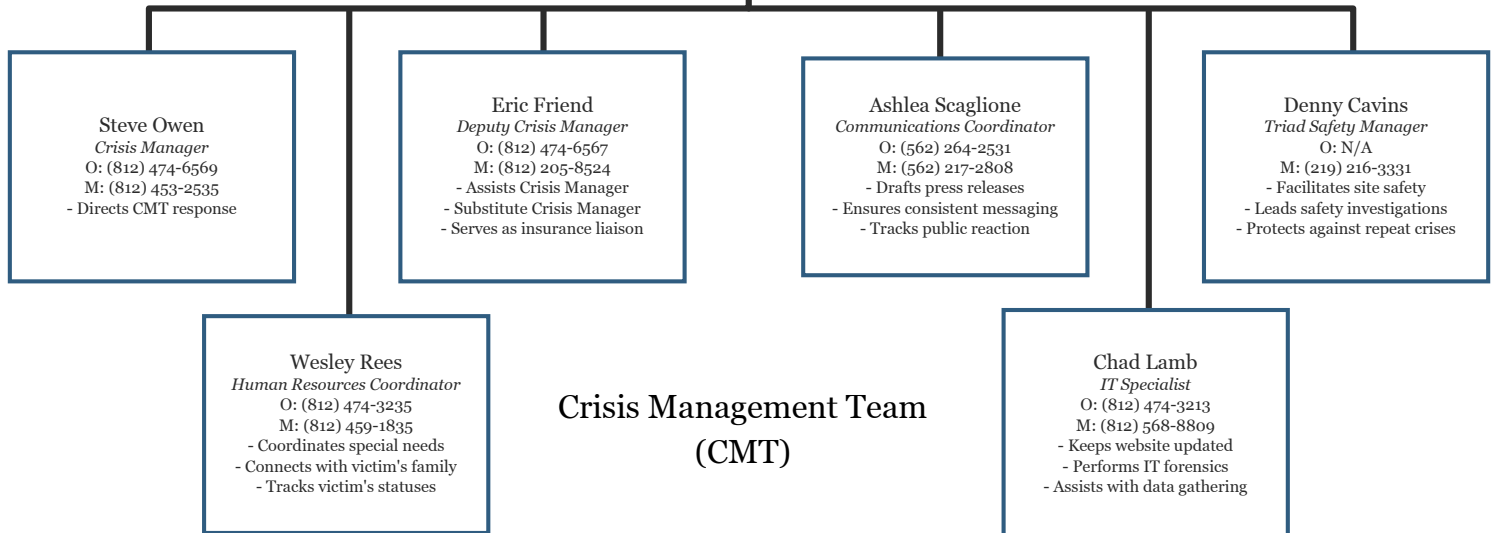 Steve Owen
Crisis Manager
O: (812) 474-6569
M: (812) 453-2535
- Directs CMT response
Eric Friend
Deputy Crisis Manager
O: (812) 474-6567
M: (812) 205-8524
- Assists Crisis Manager
- Substitute Crisis Manager
- Serves as insurance liaison
Ashlea Scaglione
Communications Coordinator
O: (562) 264-2531
M: (562) 217-2808
- Drafts press releases
- Ensures consistent messaging
- Tracks public reaction
Denny Cavins
Triad Safety Manager
O: N/A
M: (219) 216-3331
- Facilitates site safety
- Leads safety investigations
- Protects against repeat crises
Wesley Rees
Human Resources Coordinator
O: (812) 474-3235
M: (812) 459-1835
- Coordinates special needs
- Connects with victim's family
- Tracks victim's statuses
Crisis Management Team
(CMT)
Chad Lamb
IT Specialist
O: (812) 474-3213
M: (812) 568-8809
- Keeps website updated
- Performs IT forensics
- Assists with data gathering